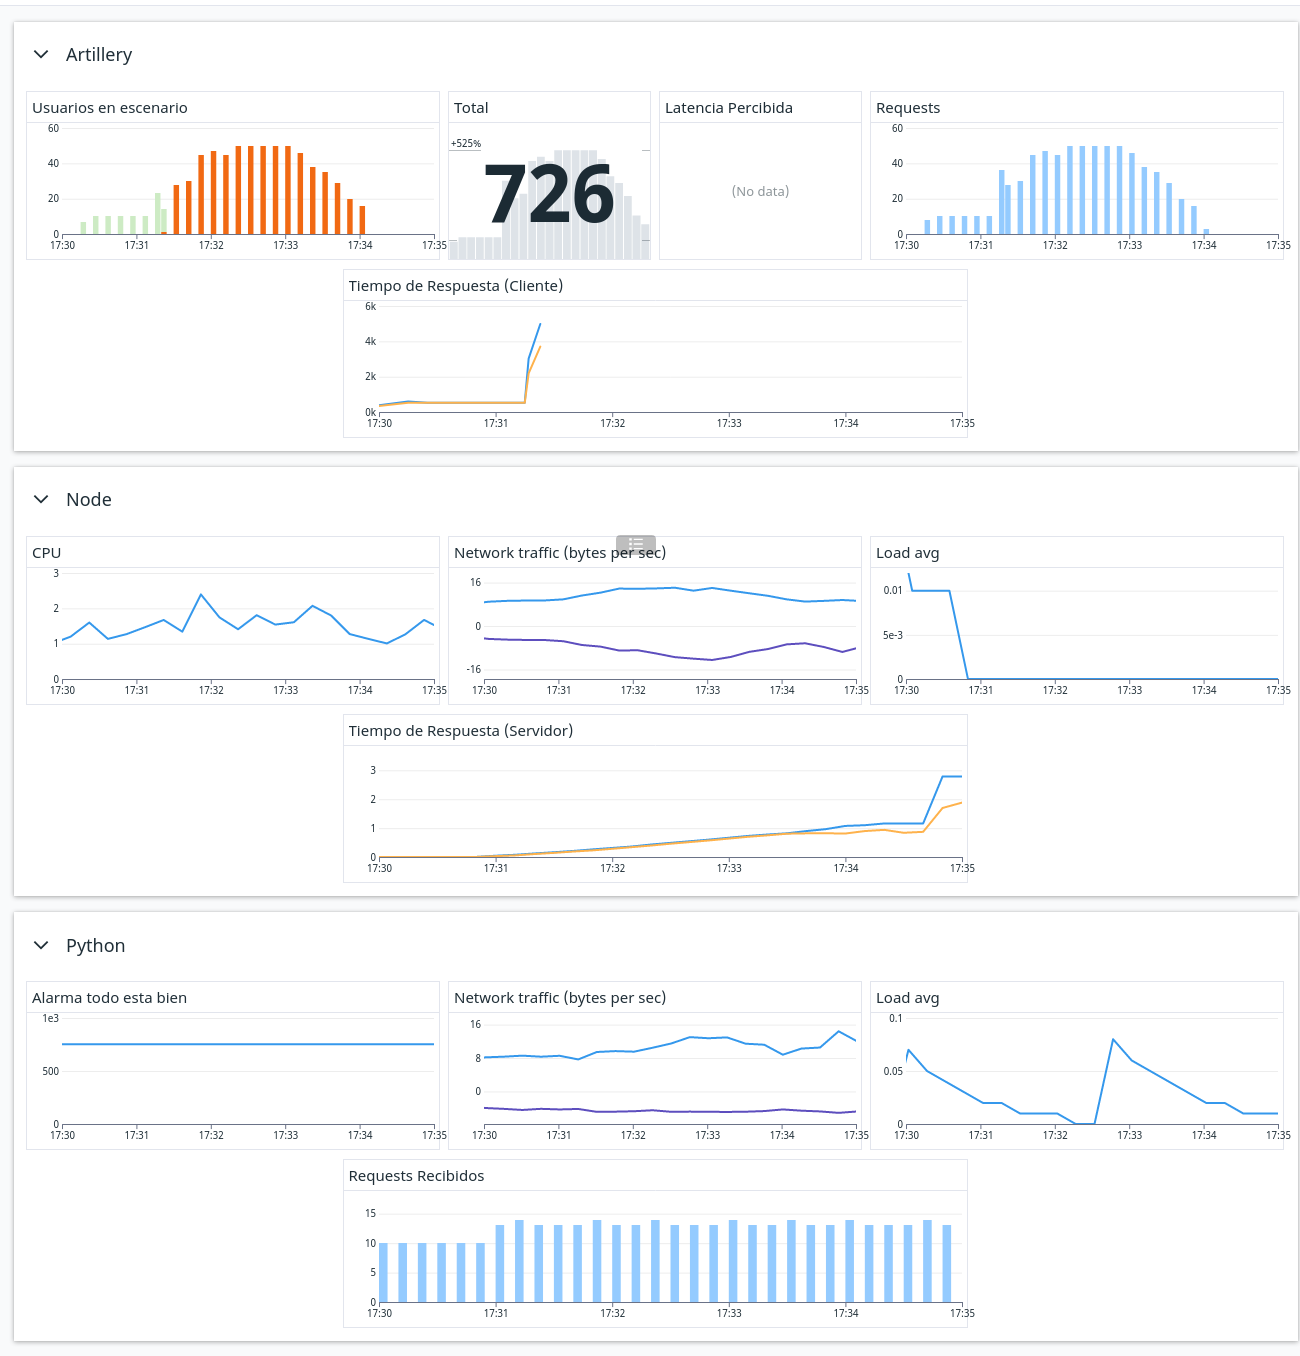 Artillery
Usuarios en escenario
60
40
20
0
17:30 17:31 17:32 17:33 17:34 17:35
Total
+525%
726
Latencia Percibida
(No data)
Requests
60
40
20
0
17:30 17:31 17:32 17:33 17:34 17:35
Tiempo de Respuesta (Cliente)
6k
4k
2k
0k
17:30 17:31 17:32 17:33 17:34 17:35
Node
CPU
3
2
1
0
17:30 17:31 17:32 17:33 17:34 17:35
Network traffic (bytes per sec)
16
0
-16
17:30 17:31 17:32 17:33 17:34 17:35
Load avg
0.01
5e-3
0
17:30 17:31 17:32 17:33 17:34 17:35
Tiempo de Respuesta (Servidor)
3
2
1
0
17:30 17:31 17:32 17:33 17:34 17:35
Python
Alarma todo esta bien
1e3
500
0
17:30 17:31 17:32 17:33 17:34 17:35
Network traffic (bytes per sec)
16
8
0
17:30 17:31 17:32 17:33 17:34 17:35
Load avg
0.1
0.05
0
17:30 17:31 17:32 17:33 17:34 17:35
Requests Recibidos
15
10
5
0
17:30 17:31 17:32 17:33 17:34 17:35